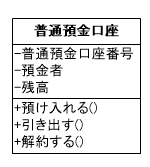 普通預金口座
-普通預金口座番号
-預金者
-残高
+預け入れる()
+引き出す()
+解約する()